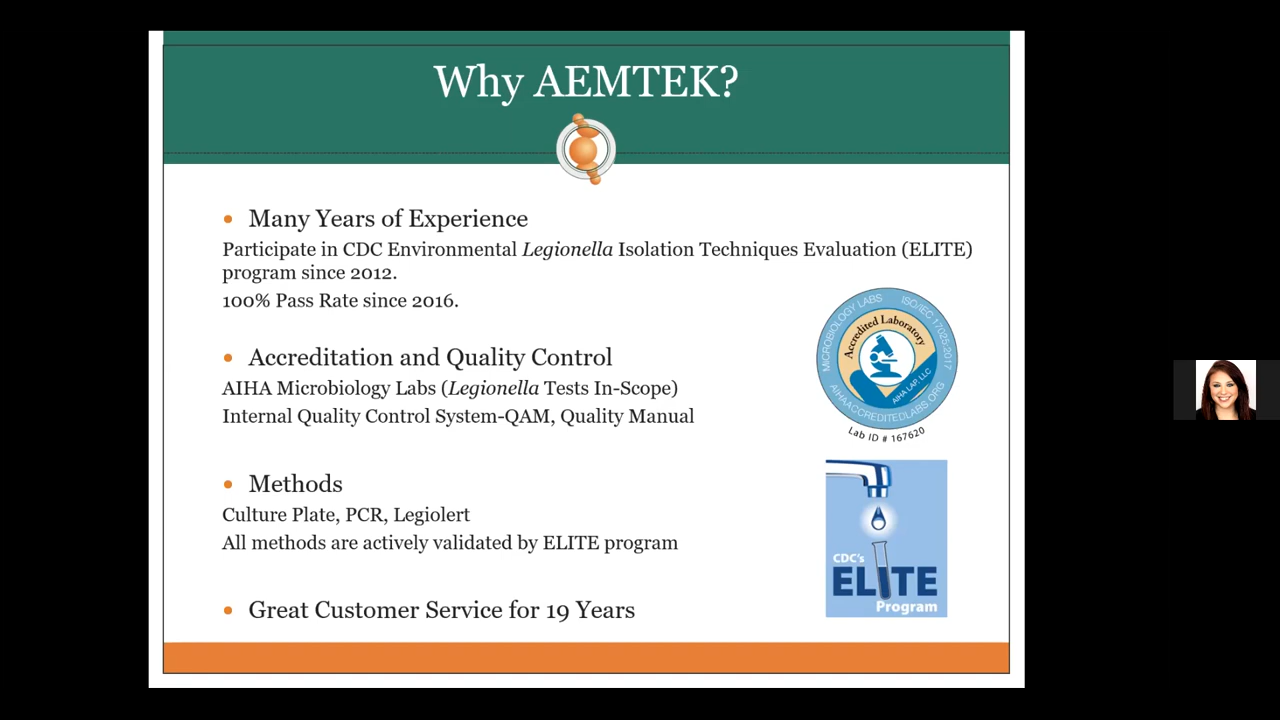 Why AEMTEK?
• Many Years of Experience
Participate in CDC Environmental Legionella Isolation Techniques Evaluation (ELITE)
program since 2012.
100% Pass Rate since 2016.
• Accreditation and Quality Control
AIHA Microbiology Labs (Legionella Tests In-Scope)
Internal Quality Control System-QAM, Quality Manual
• Methods
Culture Plate, PCR, Legiolert
All methods are actively validated by ELITE program
• Great Customer Service for 19 Years
MICROBIOLOGY LABS
ISO/IEC 17025:2017
Accredited Laboratory
AIHA LAP, LLC
AIHAACCREDITEDLABS.ORG
Lab ID # 167620
CDC's
ELITE
Program